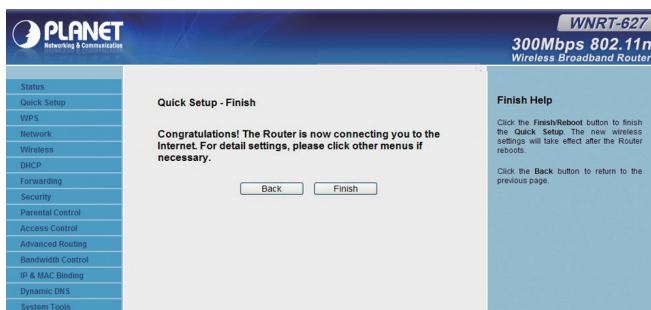 PLANET
Networking & Communication
WNRT-627
300Mbps 802.11n
Wireless Broadband Router
Status
Quick Setup
WPS
Network
Wireless
DHCP
Forwarding
Security
Parental Control
Access Control
Advanced Routing
Bandwidth Control
IP & MAC Binding
Dynamic DNS
System Tools
Quick Setup - Finish
Congratulations! The Router is now connecting you to the
Internet. For detail settings, please click other menus if
necessary.
Back
Finish
Finish Help
Click the Finish/Reboot button to finish
the Quick Setup. The new wireless
settings will take effect after the Router
reboots.
Click the Back button to return to the
previous page.